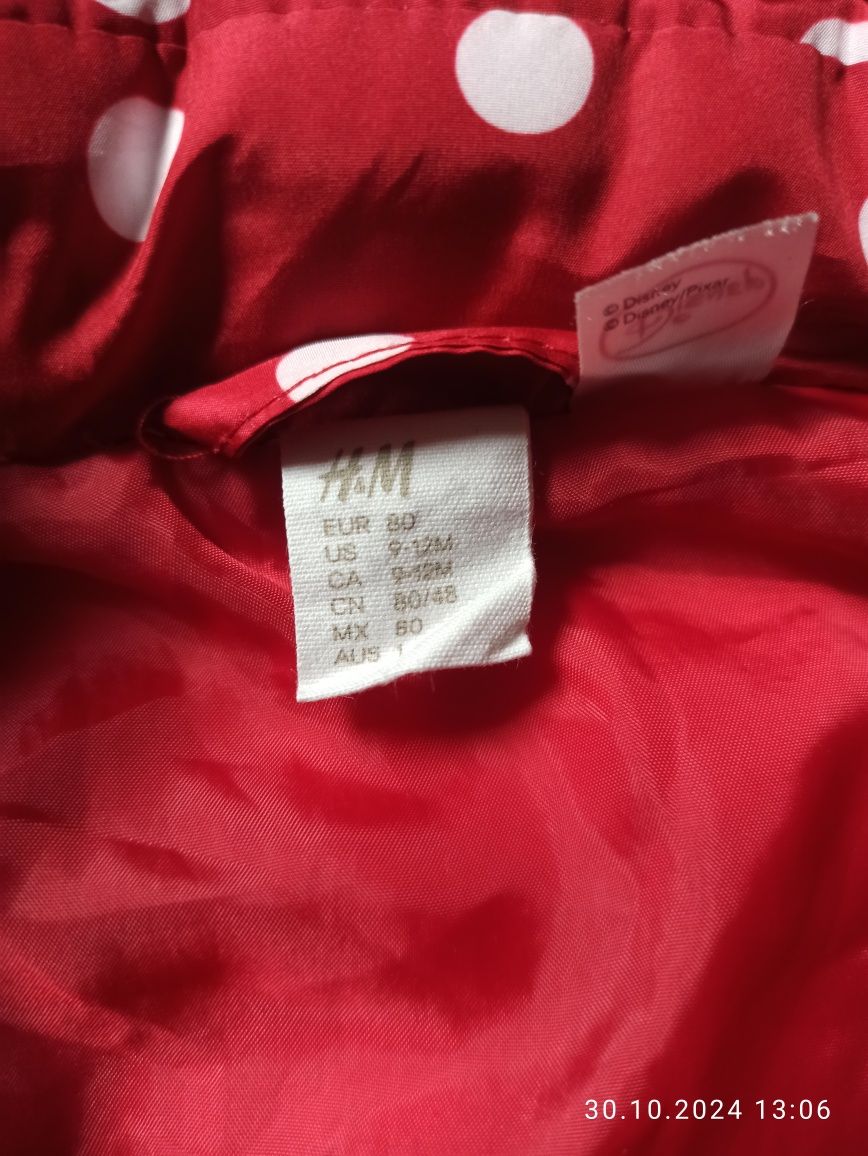 © Disney
© Disney/Pixar
H&M
EUR 80
US 9-12M
CA 9-12M
CN 80/48
MX 80
AUS 1
30.10.2024 13:06